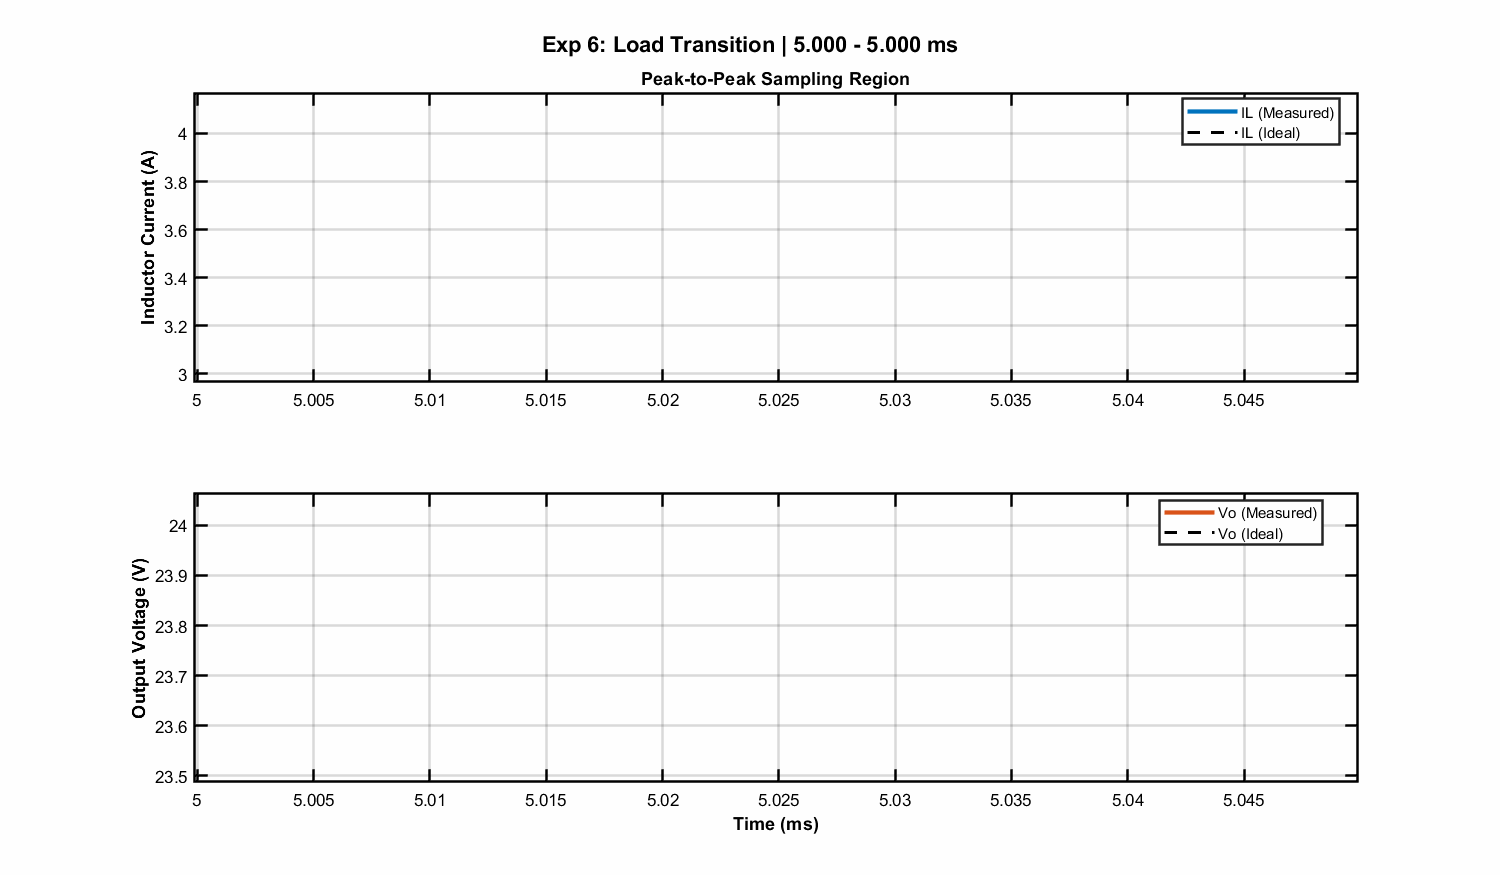 Exp 6: Load Transition | 5.000 - 5.000 ms
Peak-to-Peak Sampling Region
IL (Measured)
IL (Ideal)
Inductor Current (A)
4
3.8
3.6
3.4
3.2
3
5 5.005 5.01 5.015 5.02 5.025 5.03 5.035 5.04 5.045
Vo (Measured)
Vo (Ideal)
Output Voltage (V)
24
23.9
23.8
23.7
23.6
23.5
5 5.005 5.01 5.015 5.02 5.025 5.03 5.035 5.04 5.045
Time (ms)